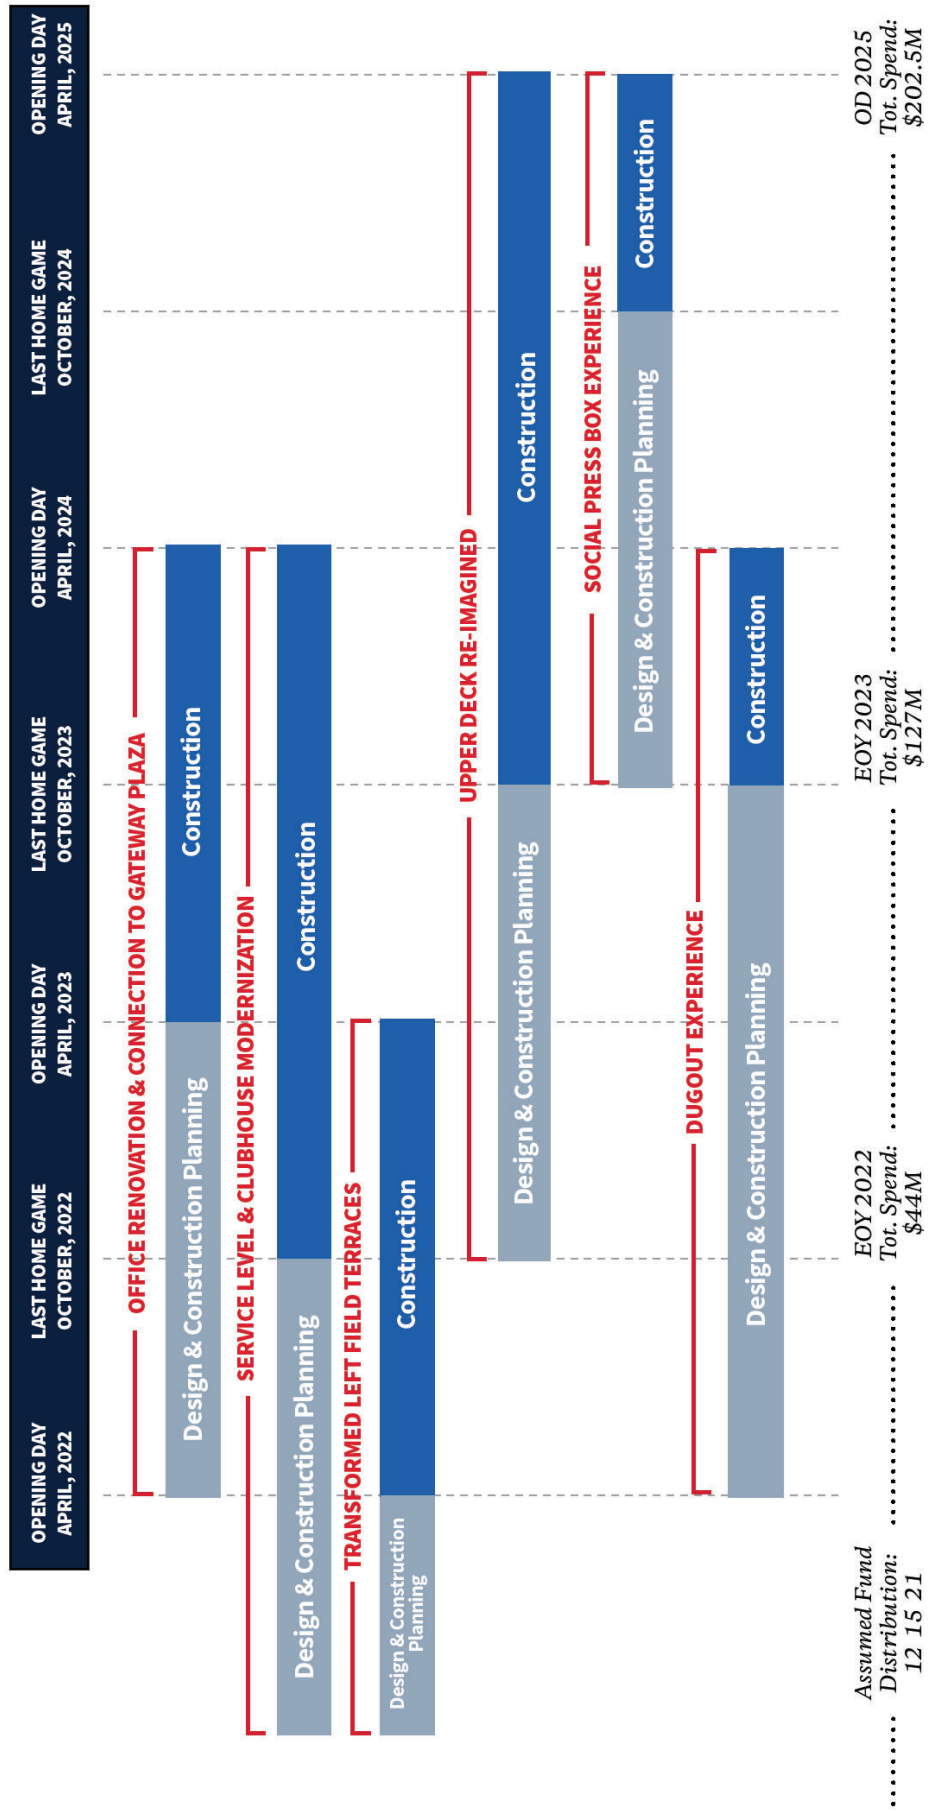 OPENING DAY
APRIL, 2022
LAST HOME GAME
OCTOBER, 2022
OPENING DAY
APRIL, 2023
LAST HOME GAME
OCTOBER, 2023
OPENING DAY
APRIL, 2024
LAST HOME GAME
OCTOBER, 2024
OPENING DAY
APRIL, 2025
OFFICE RENOVATION & CONNECTION TO GATEWAY PLAZA
Design & Construction Planning
Construction
SERVICE LEVEL & CLUBHOUSE MODERNIZATION
Design & Construction Planning
Construction
TRANSFORMED LEFT FIELD TERRACES
Design & Construction
Planning
Construction
UPPER DECK RE-IMAGINED
Design & Construction Planning
Construction
SOCIAL PRESS BOX EXPERIENCE
Design & Construction Planning
Construction
DUGOUT EXPERIENCE
Design & Construction Planning
Construction
Assumed Fund
Distribution:
12 15 21
EOY 2022
Tot. Spend:
$44M
EOY 2023
Tot. Spend:
$127M
OD 2025
Tot. Spend:
$202.5M